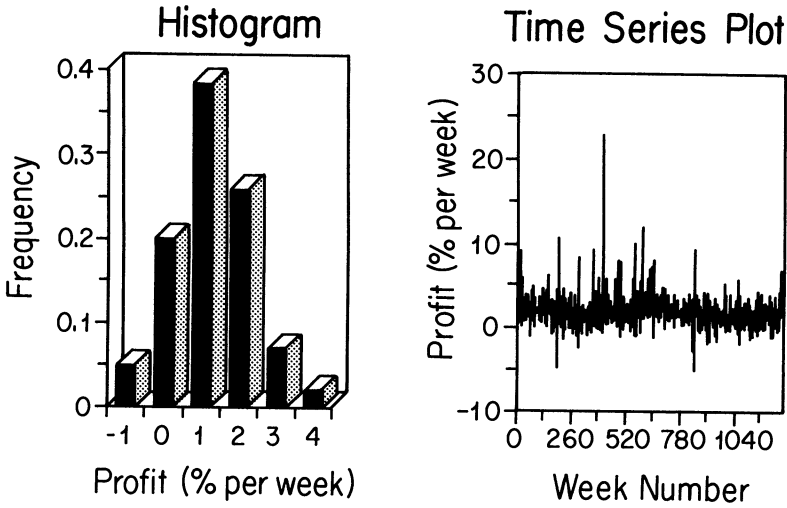 Histogram
Frequency
0.4
0.3
0.2
0.1
0
-1 0 1 2 3 4
Profit (% per week)
Time Series Plot
Profit (% per week)
30
20
10
0
-10
0 260 520 780 1040
Week Number